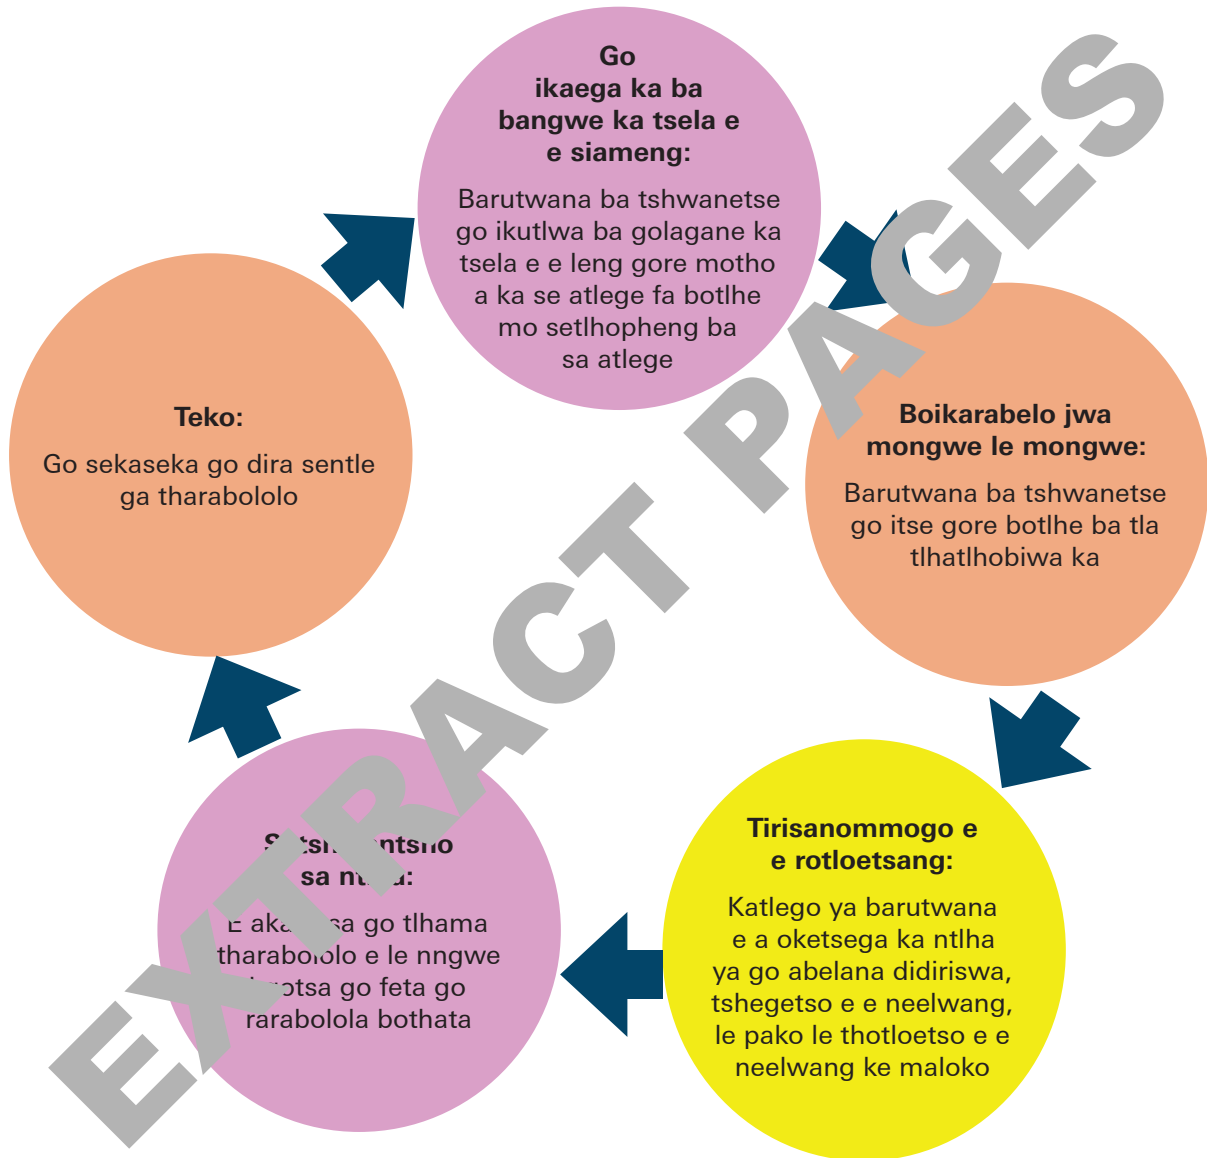 Go
ikaega ka ba
bangwe ka tsela e
e siameng:
Barutwana ba tshwanetse
go ikutlwa ba golagane ka
tsela e e leng gore motho
a ka se atlege fa botlhe
mo setlhopheng ba
sa atlege
Boikarabelo jwa
mongwe le mongwe:
Barutwana ba tshwanetse
go itse gore botlhe ba tla
tlhatlhobiwa ka
Tirisanommogo e
e rotloetsang:
Katlego ya barutwana
e a oketsega ka ntlha
ya go abelana didiriswa,
tshegetso e e neelwang,
le pako le thotloetso e e
neelwang ke maloko
sa
E go tlhama
tharabololo e le nngwe
go feta go
rarabolola bothata
Teko:
Go sekaseka go dira sentle
ga tharabololo
EXTRACT PAGES